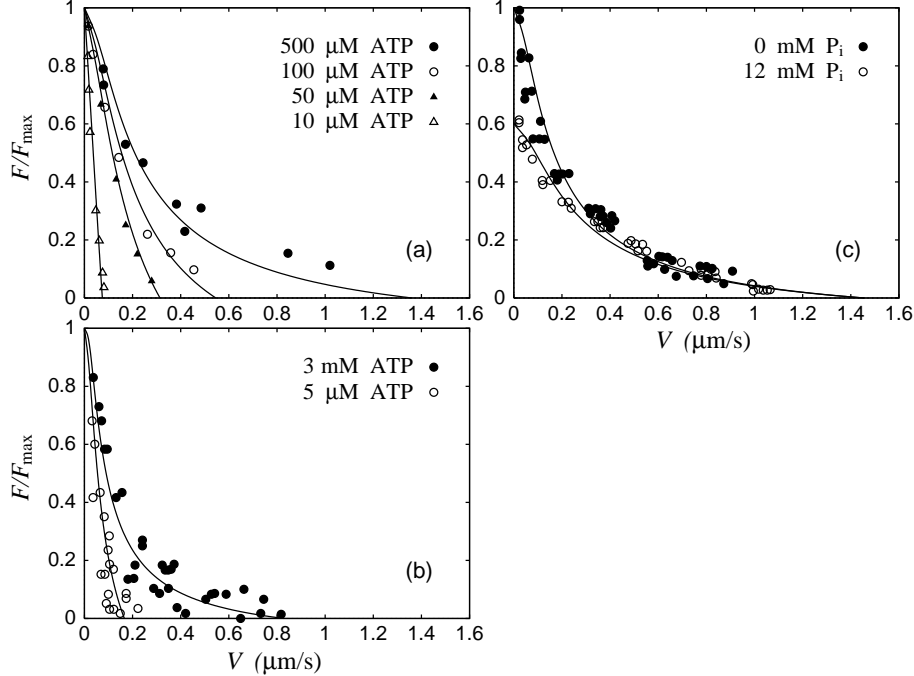 F/F_max
1
0.8
0.6
0.4
0.2
0
500 μM ATP
100 μM ATP
50 μM ATP
10 μM ATP
(a)
0 0.2 0.4 0.6 0.8 1 1.2 1.4 1.6
F/F_max
1
0.8
0.6
0.4
0.2
0
3 mM ATP
5 μM ATP
(b)
0 0.2 0.4 0.6 0.8 1 1.2 1.4 1.6
V (μm/s)
1
0.8
0.6
0.4
0.2
0
0 mM P_i
12 mM P_i
(c)
0 0.2 0.4 0.6 0.8 1 1.2 1.4 1.6
V (μm/s)